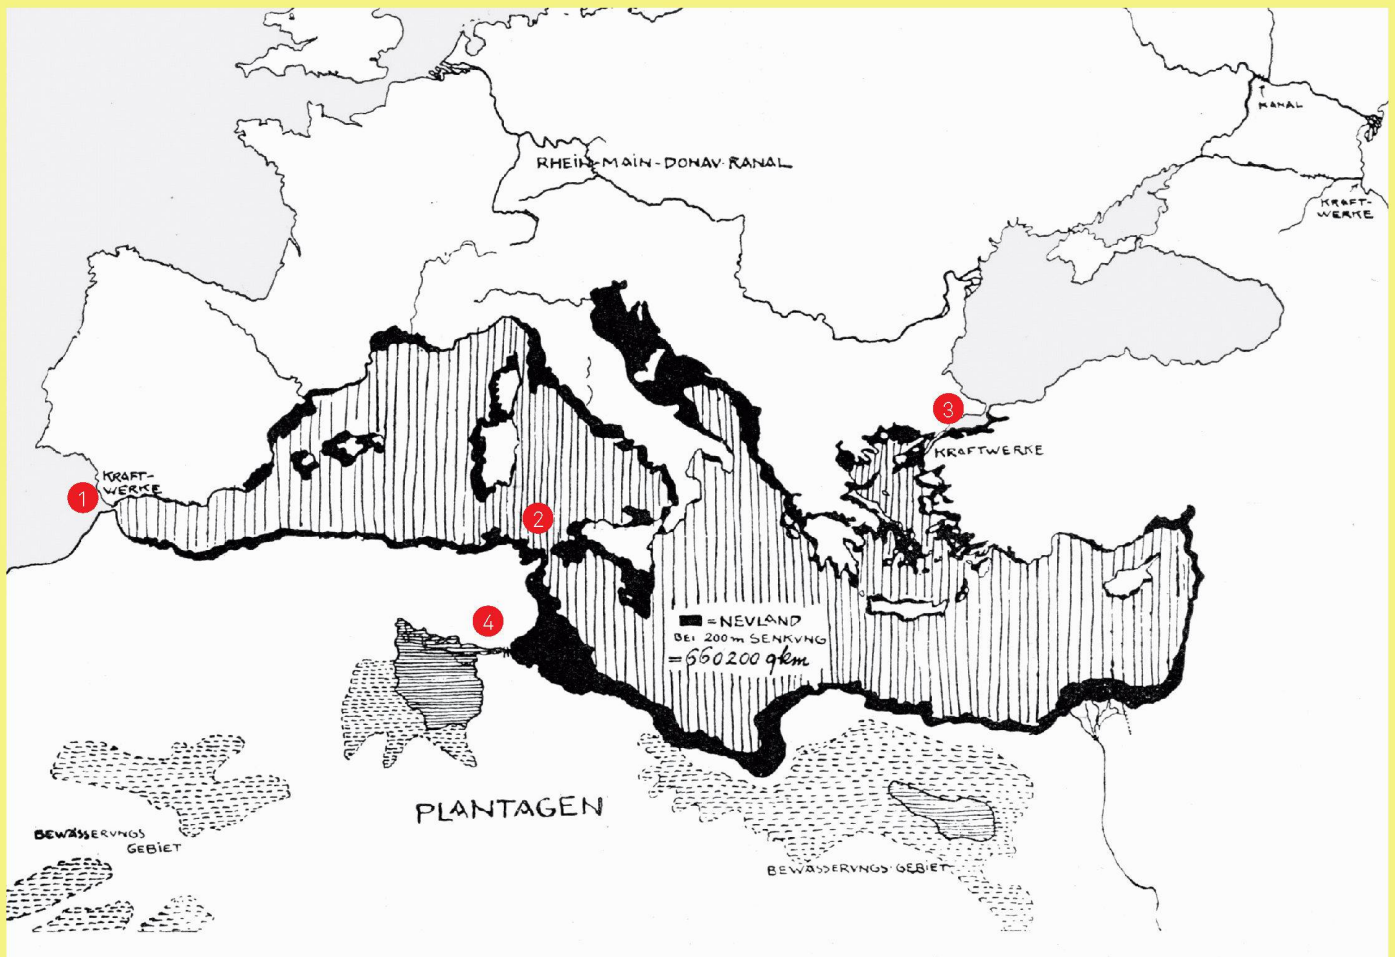 KANAL
RHEIN-MAIN-DONAV-KANAL
KRAFT-
WERKE
3
KRAFTWERKE
KRAFT-
WERKE
1
2
■ = NEVLAND
BEI 200m SENKVNG
= 660200 qkm
4
PLANTAGEN
BEWÄSSERVNGS
GEBIET
BEWÄSSERVNGS-GEBIET